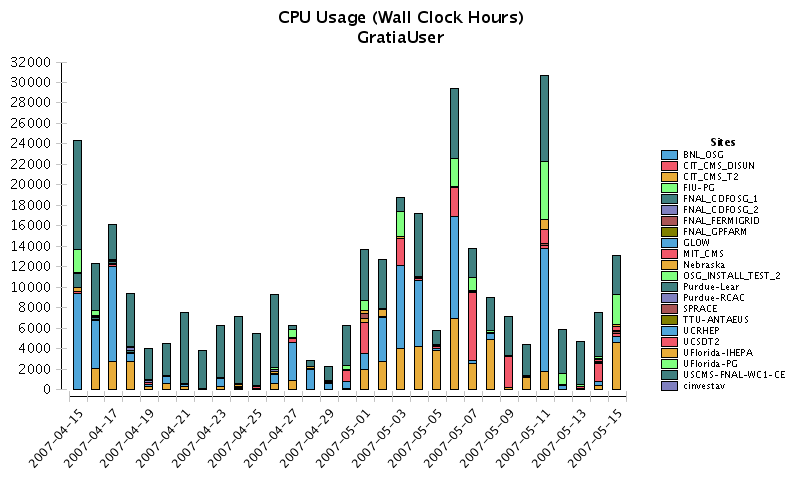 CPU Usage (Wall Clock Hours)
GratiaUser
32000
30000
28000
26000
24000
22000
20000
18000
16000
14000
12000
10000
8000
6000
4000
2000
0
2007-04-15
2007-04-17
2007-04-19
2007-04-21
2007-04-23
2007-04-25
2007-04-27
2007-04-29
2007-05-01
2007-05-03
2007-05-05
2007-05-07
2007-05-09
2007-05-11
2007-05-13
2007-05-15
Sites
BNL_OSG
CIT_CMS_DISUN
CIT_CMS_T2
FIU-PG
FNAL_CDFOSG_1
FNAL_CDFOSG_2
FNAL_FERMIGRID
FNAL_GPFARM
GLOW
MIT_CMS
Nebraska
OSG_INSTALL_TEST_2
Purdue-Lear
Purdue-RCAC
SPRACE
TTU-ANTAEUS
UCRHEP
UCSDT2
UFlorida-IHEPA
UFlorida-PG
USCMS-FNAL-WC1-CE
cinvestav